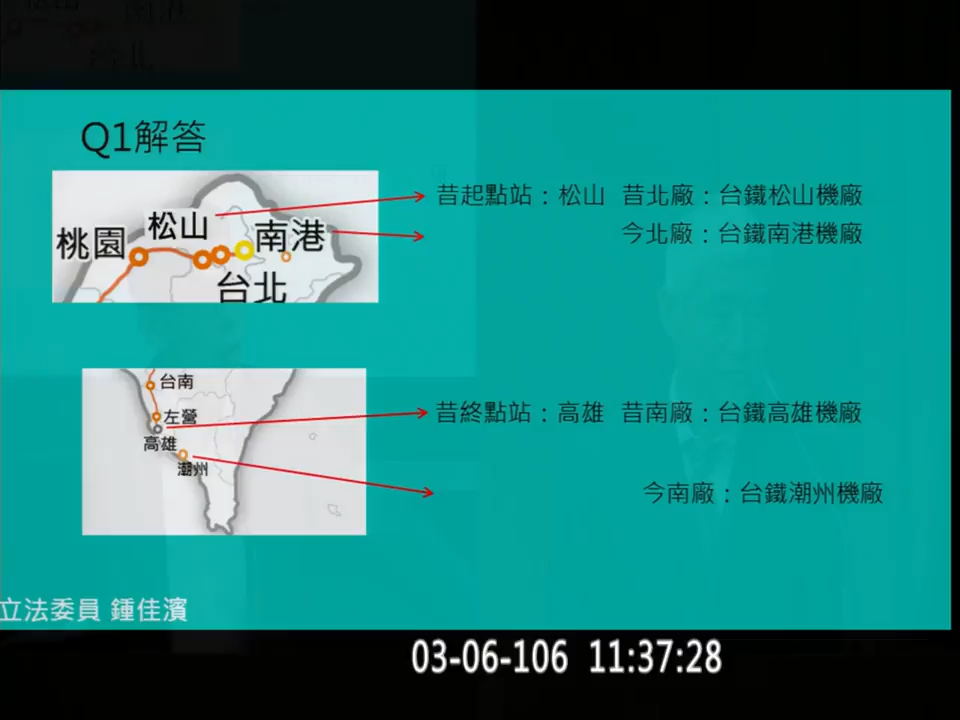 Q1解答
桃園
松山
南港
台北
昔起點站：松山 昔北廠：台鐵松山機廠
今北廠：台鐵南港機廠
台南
左營
高雄
潮州
昔終點站：高雄 昔南廠：台鐵高雄機廠
今南廠：台鐵潮州機廠
立法委員 鍾佳濱
03-06-106 11:37:28